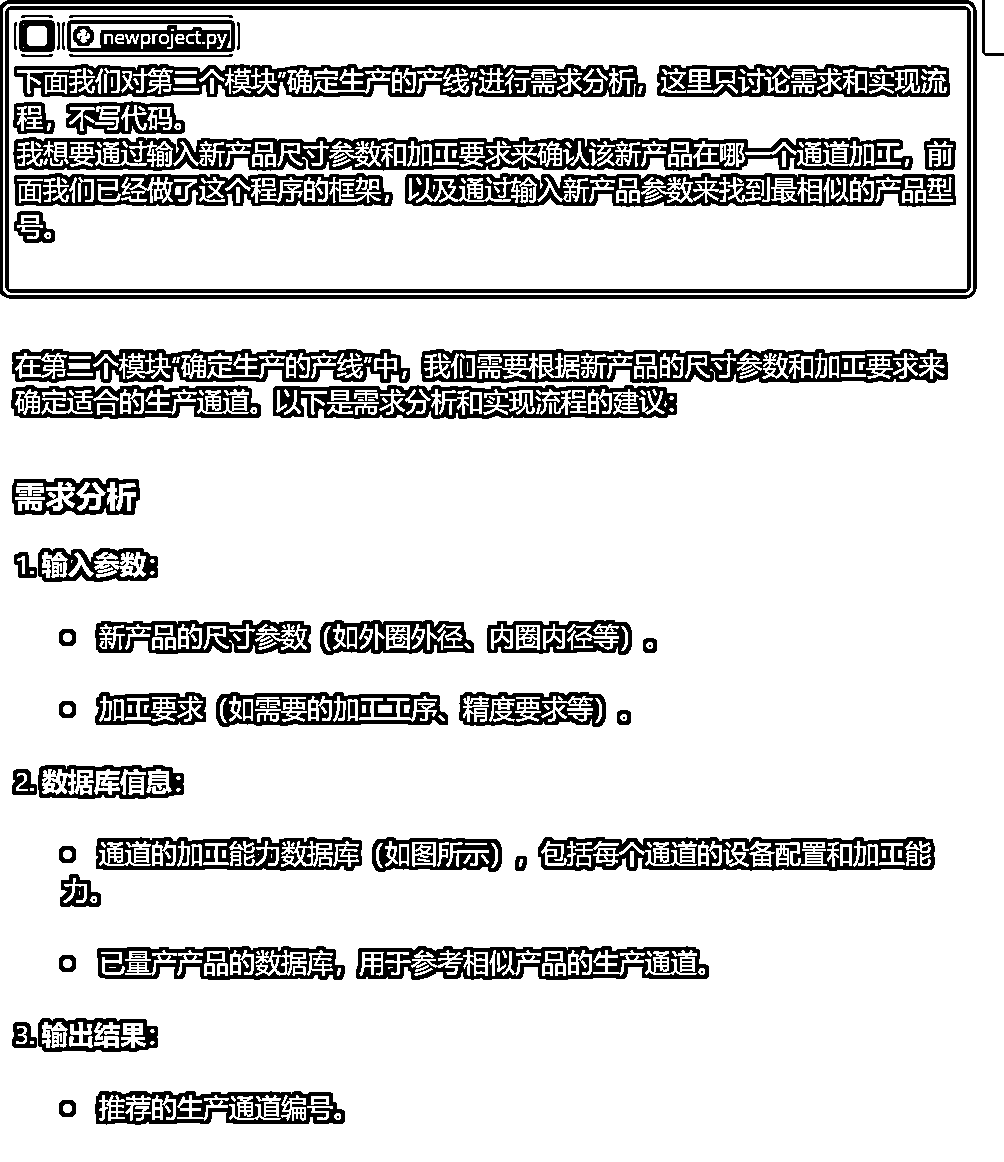 newproject.py
下面我们对第二个模块"确定生产的产线"进行需求分析，这里只讨论需求和实现流
程，不写代码。
我想要通过输入新产品尺寸参数和加工要求来确认该新产品在哪一个通道加工，前
面我们已经做了这个程序的框架，以及通过输入新产品参数来找到最相似的产品型
号。
在第二个模块"确定生产的产线"中，我们需要根据新产品的尺寸参数和加工要求来
确定适合的生产通道。以下是需求分析和实现流程的建议：
需求分析
1. 输入参数：
新产品的尺寸参数（如外圈外径、内圈内径等）。
加工要求（如需要的加工工序、精度要求等）。
2. 数据库信息：
通道的加工能力数据库（如图所示），包括每个通道的设备配置和加工能
力。
已量产产品的数据库，用于参考相似产品的生产通道。
3. 输出结果：
推荐的生产通道编号。